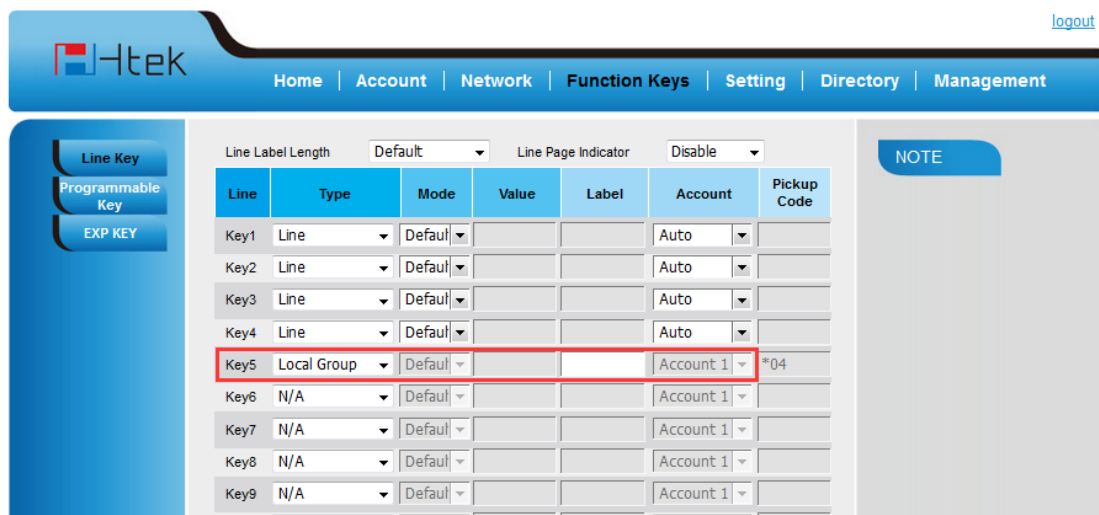 logout
Htek
Home Account Network Function Keys Setting Directory Management
Line Key
Programmable Key
EXP KEY
Line Label Length Default Line Page Indicator Disable
NOTE
Line Type Mode Value Label Account Pickup Code
Key1 Line Defaul Auto
Key2 Line Defaul Auto
Key3 Line Defaul Auto
Key4 Line Defaul Auto
Key5 Local Group Defaul Account 1 *04
Key6 N/A Defaul Account 1
Key7 N/A Defaul Account 1
Key8 N/A Defaul Account 1
Key9 N/A Defaul Account 1